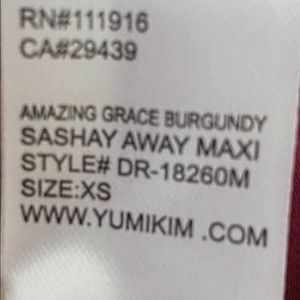 RN#111916
CA#29439
AMAZING GRACE BURGUNDY
SASHAY AWAY MAXI
STYLE# DR-18260M
SIZE:XS
WWW.YUMIKIM .COM